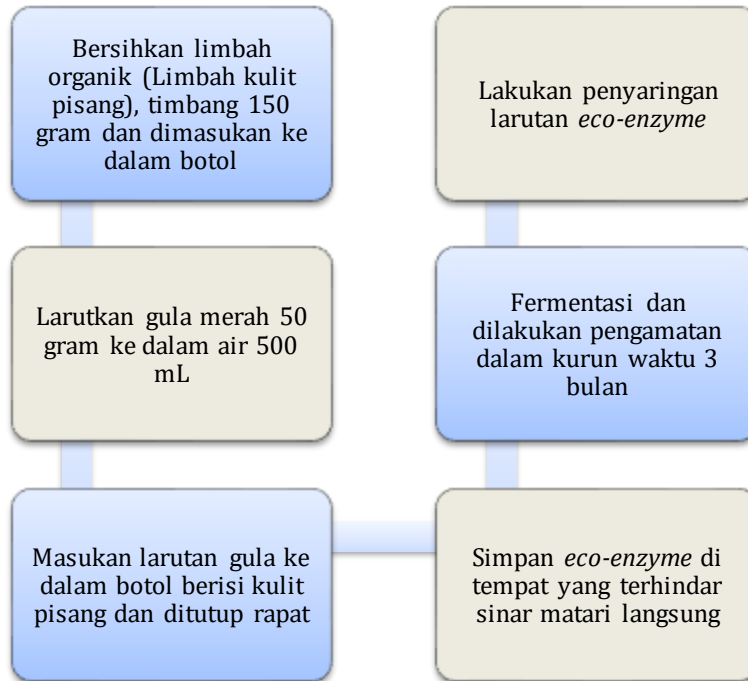 Bersihkan limbah
organik (Limbah kulit
pisang), timbang 150
gram dan dimasukan ke
dalam botol
Larutkan gula merah 50
gram ke dalam air 500
mL
Masukan larutan gula ke
dalam botol berisi kulit
pisang dan ditutup rapat
Simpan eco-enzyme di
tempat yang terhindar
sinar matari langsung
Fermentasi dan
dilakukan pengamatan
dalam kurun waktu 3
bulan
Lakukan penyaringan
larutan eco-enzyme